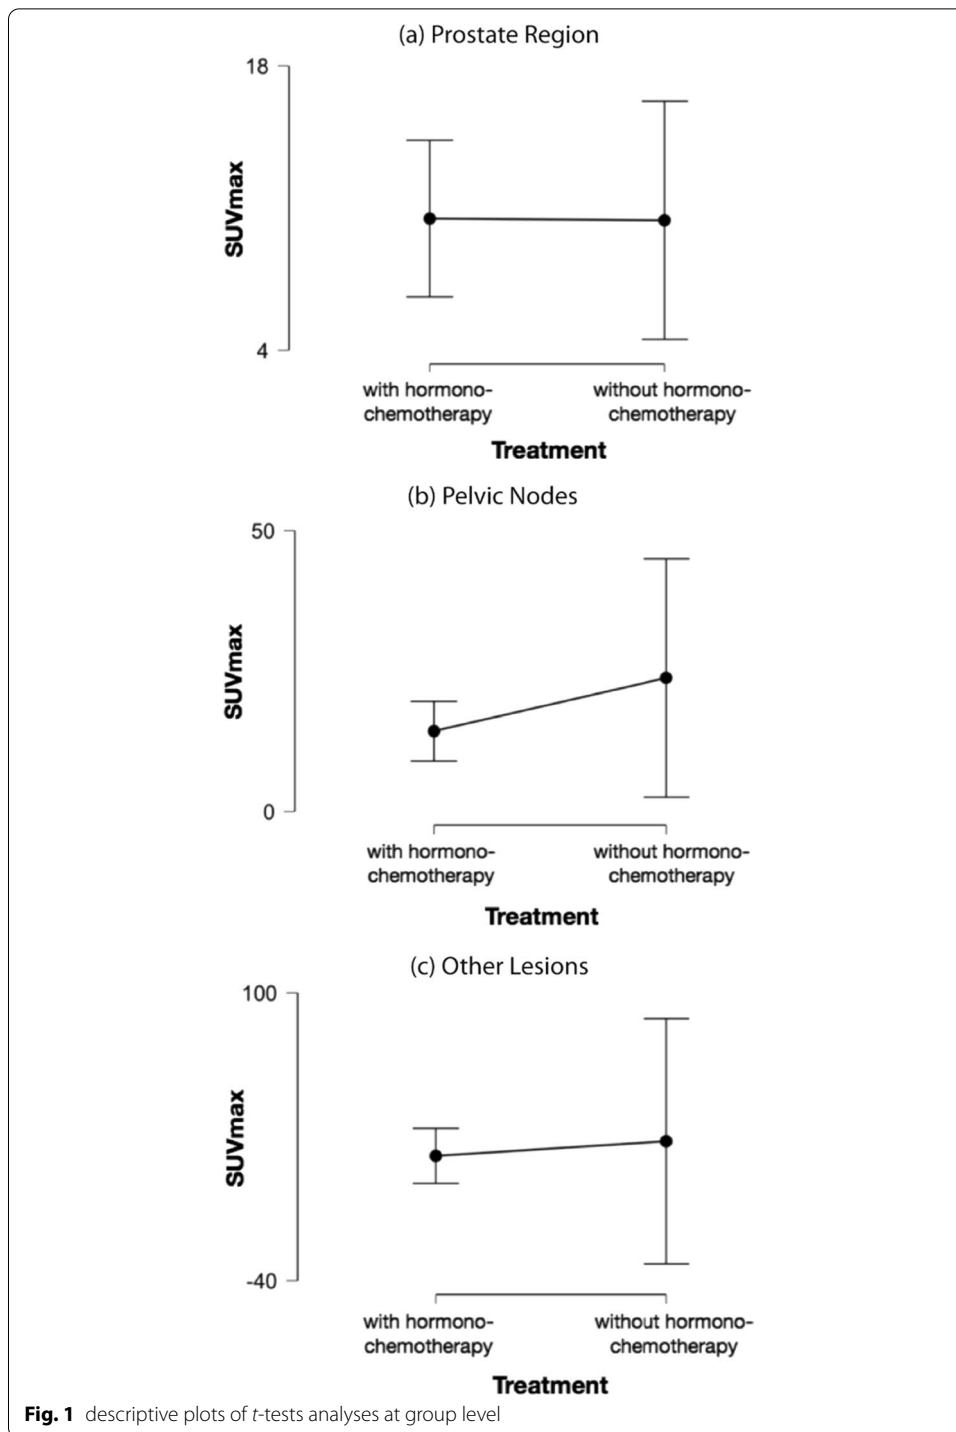 (a) Prostate Region
18
SUVmax
4
with hormono-
chemotherapy
without hormono-
chemotherapy
Treatment
(b) Pelvic Nodes
50
SUVmax
0
with hormono-
chemotherapy
without hormono-
chemotherapy
Treatment
(c) Other Lesions
100
SUVmax
-40
with hormono-
chemotherapy
without hormono-
chemotherapy
Treatment
Fig. 1 descriptive plots of t-tests analyses at group level